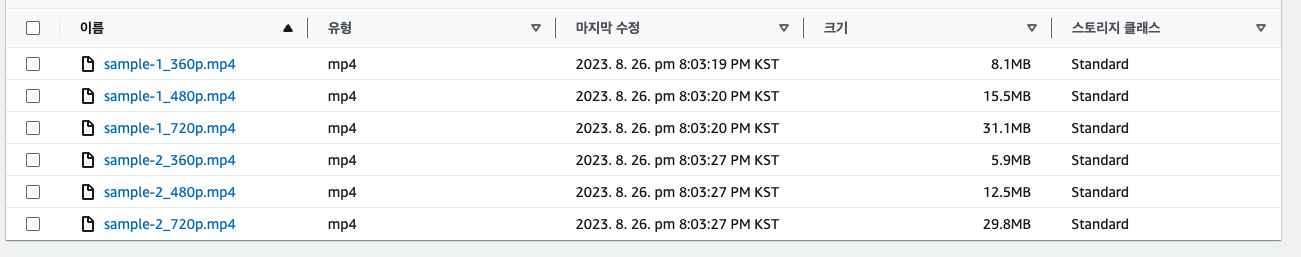 이름 유형 마지막 수정 크기 스토리지 클래스
sample-1_360p.mp4 mp4 2023. 8. 26. pm 8:03:19 PM KST 8.1MB Standard
sample-1_480p.mp4 mp4 2023. 8. 26. pm 8:03:20 PM KST 15.5MB Standard
sample-1_720p.mp4 mp4 2023. 8. 26. pm 8:03:20 PM KST 31.1MB Standard
sample-2_360p.mp4 mp4 2023. 8. 26. pm 8:03:27 PM KST 5.9MB Standard
sample-2_480p.mp4 mp4 2023. 8. 26. pm 8:03:27 PM KST 12.5MB Standard
sample-2_720p.mp4 mp4 2023. 8. 26. pm 8:03:27 PM KST 29.8MB Standard